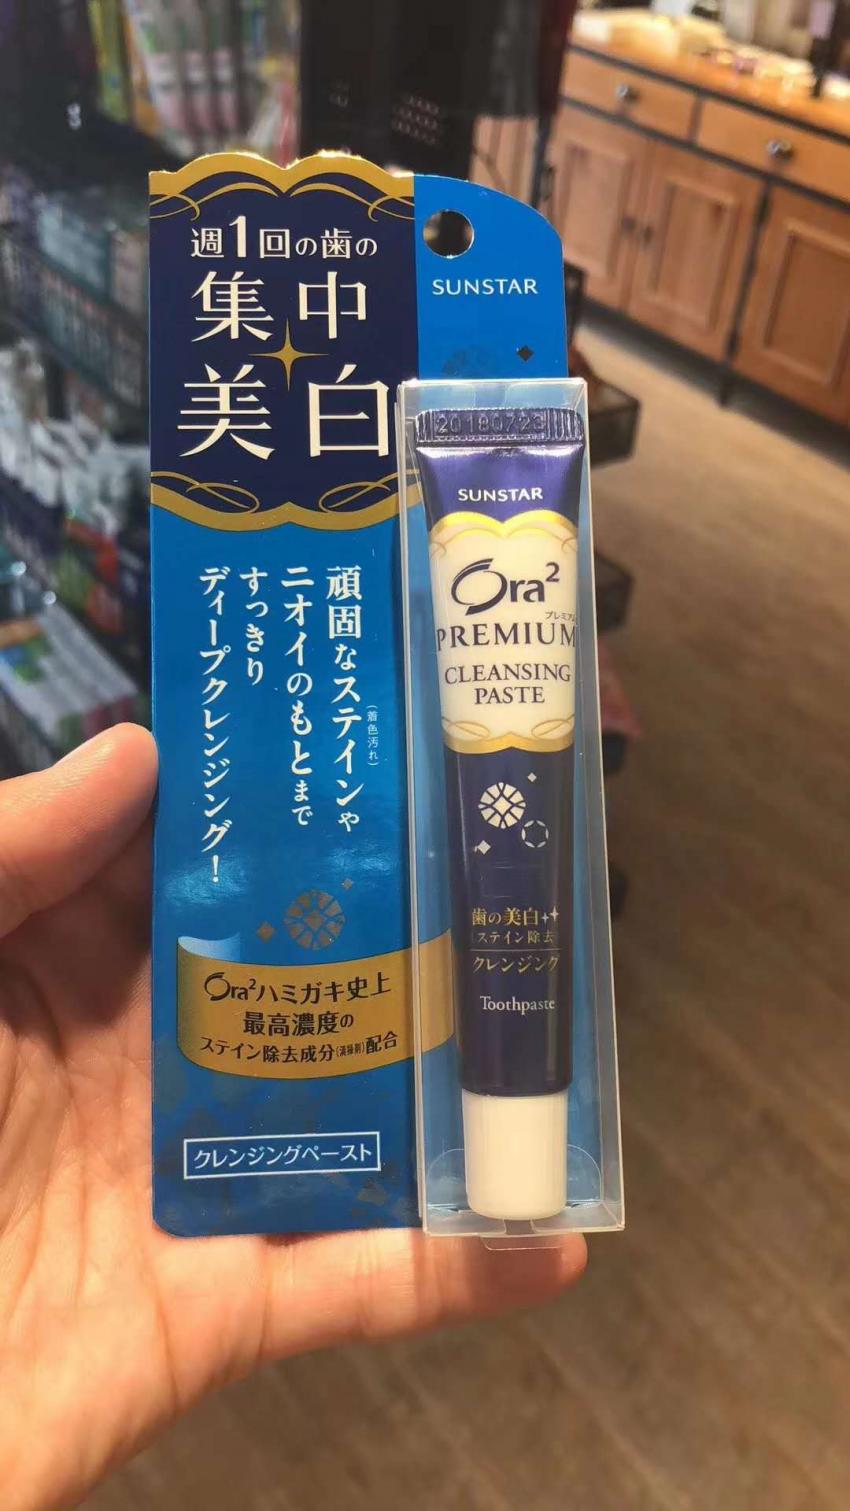 週1回の歯の
集中
美白
頑固なステイン(着色汚れ)や
ニオイのもとまで
すっきり
ディープクレンジング!
Ora²ハミガキ史上
最高濃度の
ステイン除去成分(清掃剤)配合
クレンジングペースト
SUNSTAR
20180723
SUNSTAR
Ora²
プレミアム
PREMIUM
CLEANSING
PASTE
歯の美白
ステイン除去
クレンジング
Toothpaste